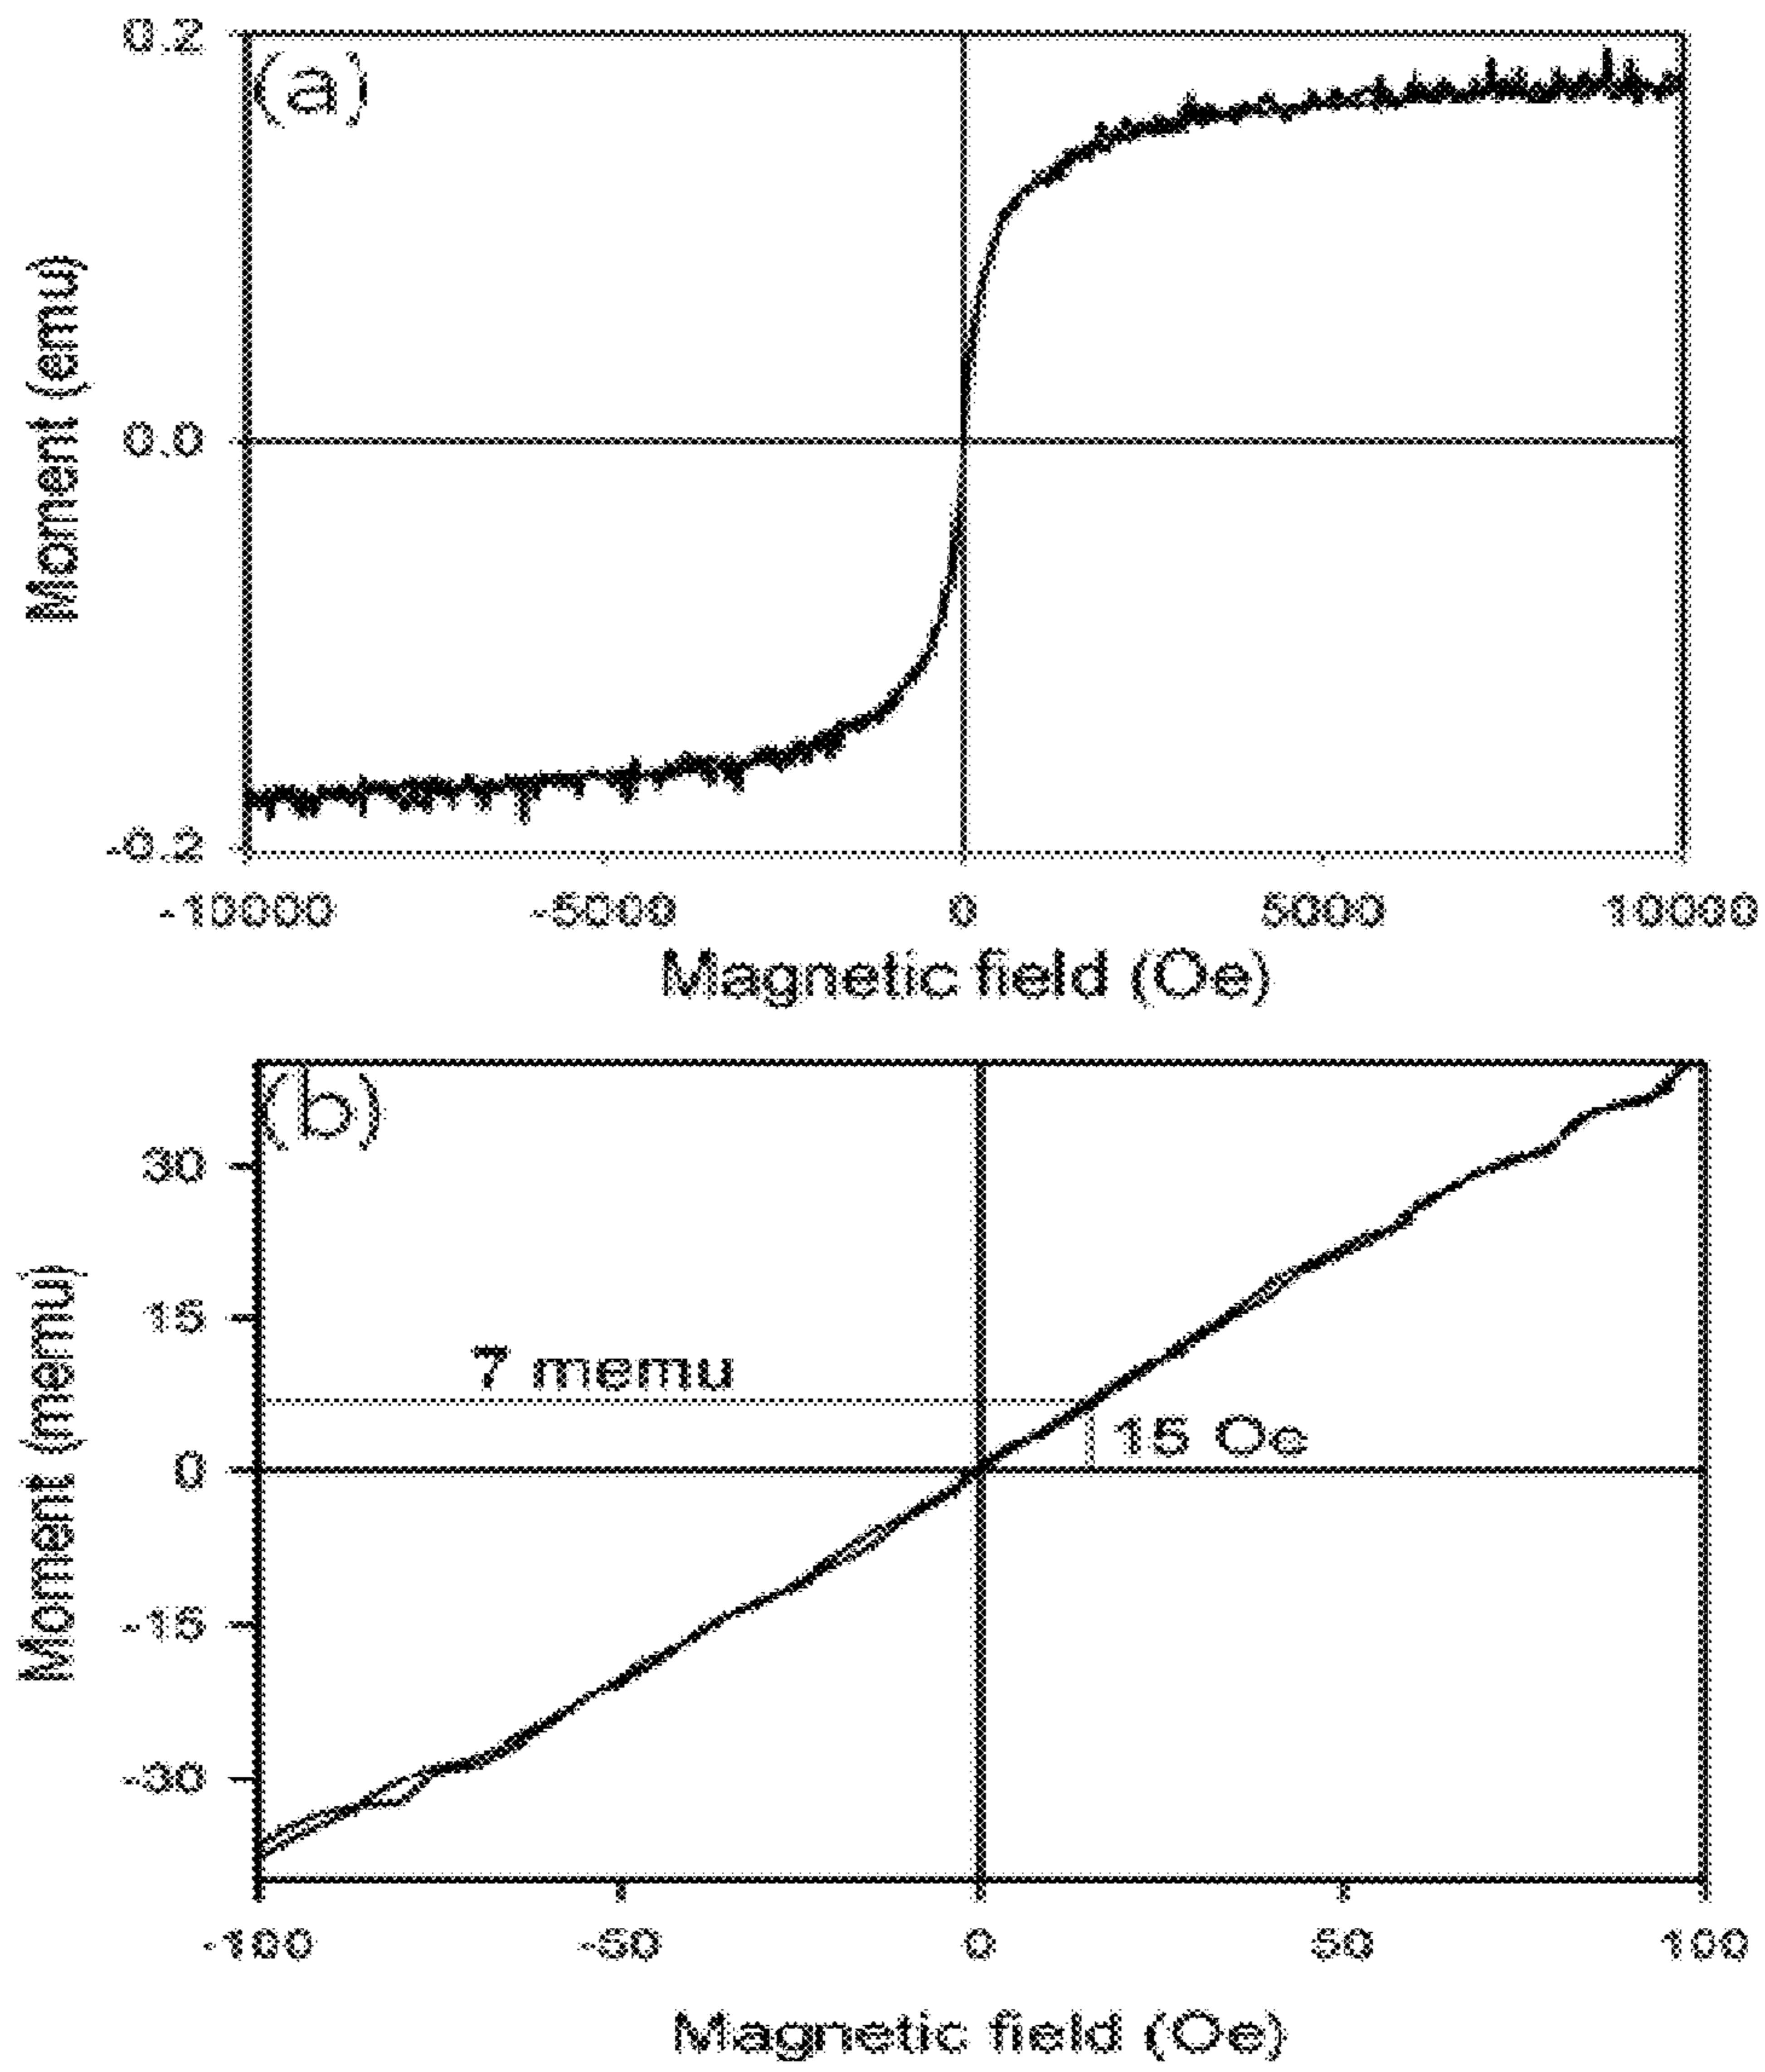 (a)
Moment (emu)
0.2
0.0
-0.2
-10000 -5000 0 5000 10000
Magnetic field (Oe)
(b)
Moment (memu)
30
15
0
-15
-30
7 memu
15 Oe
-100 -50 0 50 100
Magnetic field (Oe)